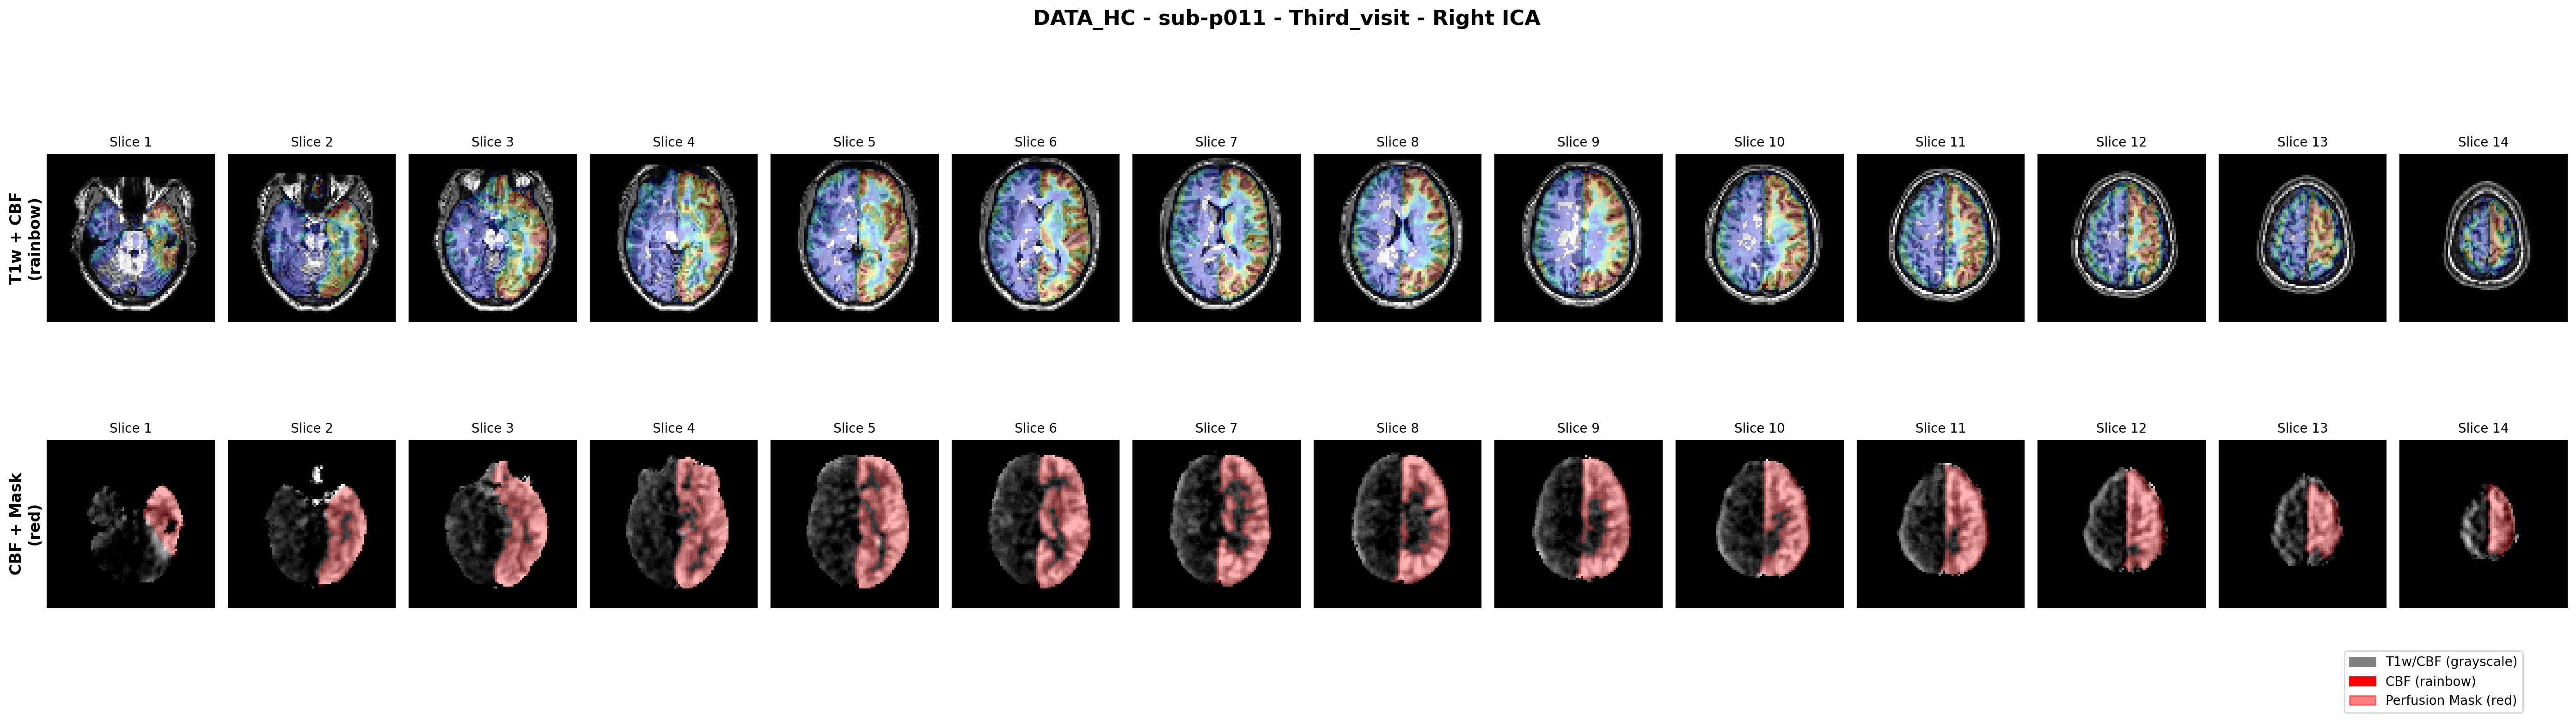 DATA_HC - sub-p011 - Third_visit - Right ICA
T1w + CBF
(rainbow)
Slice 1
Slice 2
Slice 3
Slice 4
Slice 5
Slice 6
Slice 7
Slice 8
Slice 9
Slice 10
Slice 11
Slice 12
Slice 13
Slice 14
CBF + Mask
(red)
Slice 1
Slice 2
Slice 3
Slice 4
Slice 5
Slice 6
Slice 7
Slice 8
Slice 9
Slice 10
Slice 11
Slice 12
Slice 13
Slice 14
T1w/CBF (grayscale)
CBF (rainbow)
Perfusion Mask (red)